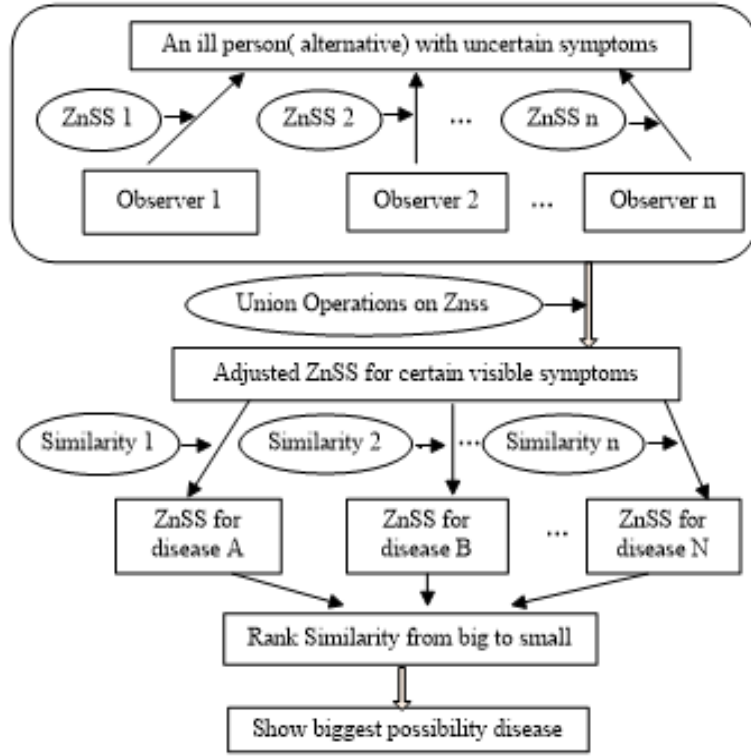 An ill person( alternative) with uncertain symptoms
ZnSS 1
ZnSS 2
...
ZnSS n
Observer 1
Observer 2
...
Observer n
Union Operations on Znss
Adjusted ZnSS for certain visible symptoms
Similarity 1
Similarity 2
...
Similarity n
ZnSS for
disease A
ZnSS for
disease B
...
ZnSS for
disease N
Rank Similarity from big to small
Show biggest possibility disease